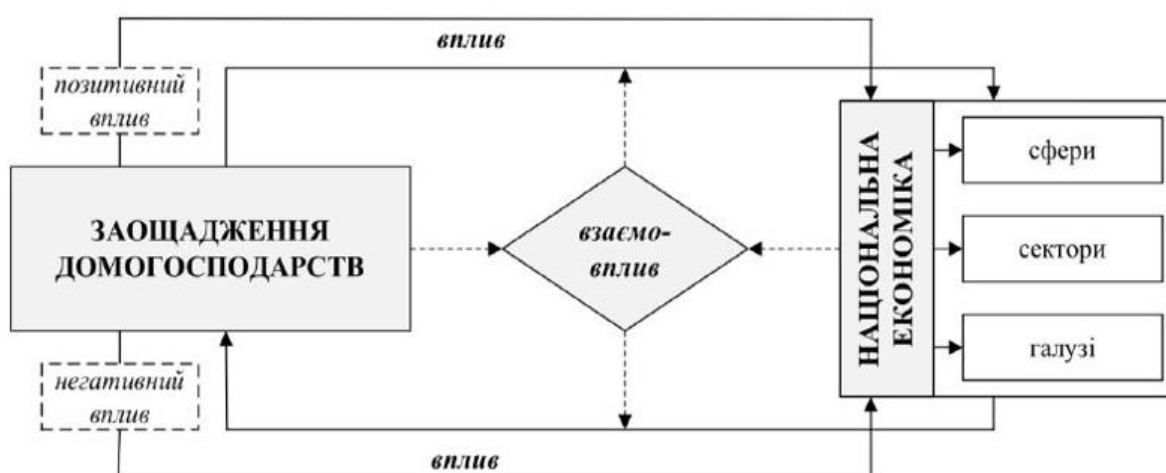 вплив
позитивний
вплив
ЗАОЩАДЖЕННЯ
ДОМОГОСПОДАРСТВ
взаємо-
вплив
НАЦІОНАЛЬНА
ЕКОНОМІКА
сфери
сектори
галузі
негативний
вплив
вплив